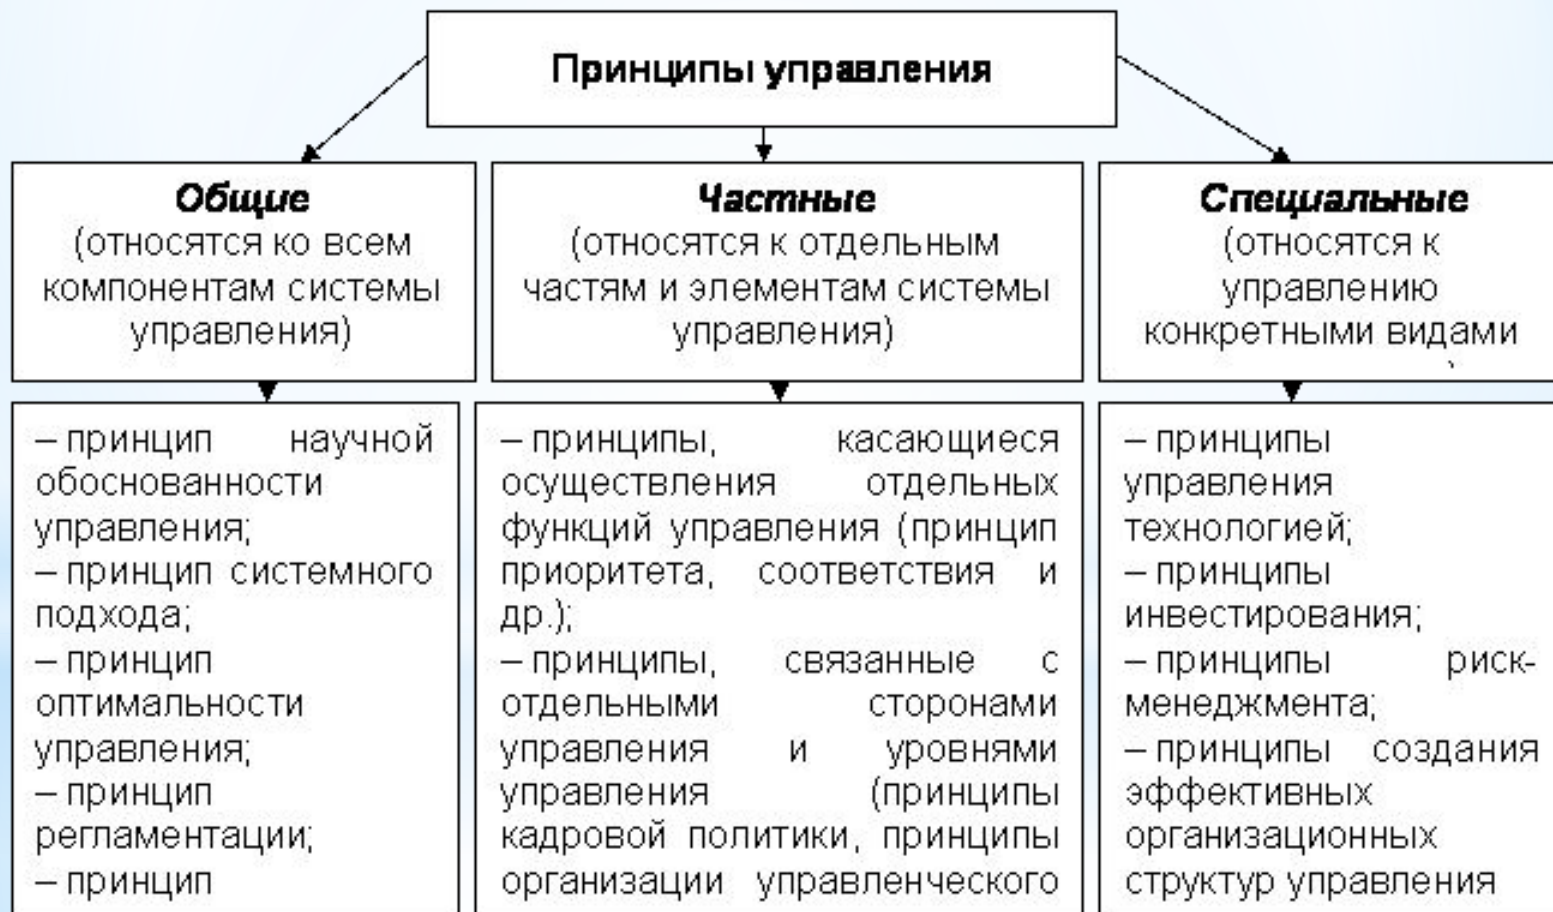 Принципы управления
Общие
(относятся ко всем
компонентам системы
управления)
Частные
(относятся к отдельным
частям и элементам системы
управления)
Специальные
(относятся к
управлению
конкретными видами
– принцип научной
обоснованности
управления;
– принцип системного
подхода;
– принцип
оптимальности
управления;
– принцип
регламентации;
– принцип
– принципы, касающиеся
осуществления отдельных
функций управления (принцип
приоритета, соответствия и
др.);
– принципы, связанные с
отдельными сторонами
управления и уровнями
управления (принципы
кадровой политики, принципы
организации управленческого
– принципы
управления
технологией;
– принципы
инвестирования;
– принципы риск-
менеджмента;
– принципы создания
эффективных
организационных
структур управления